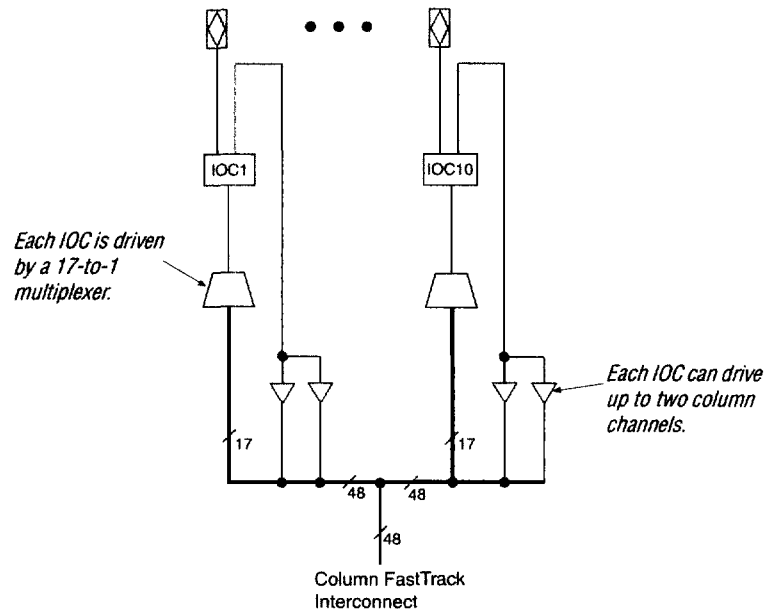 IOC1
IOC10
Each IOC is driven
by a 17-to-1
multiplexer.
Each IOC can drive
up to two column
channels.
17
17
48
48
48
Column FastTrack
Interconnect